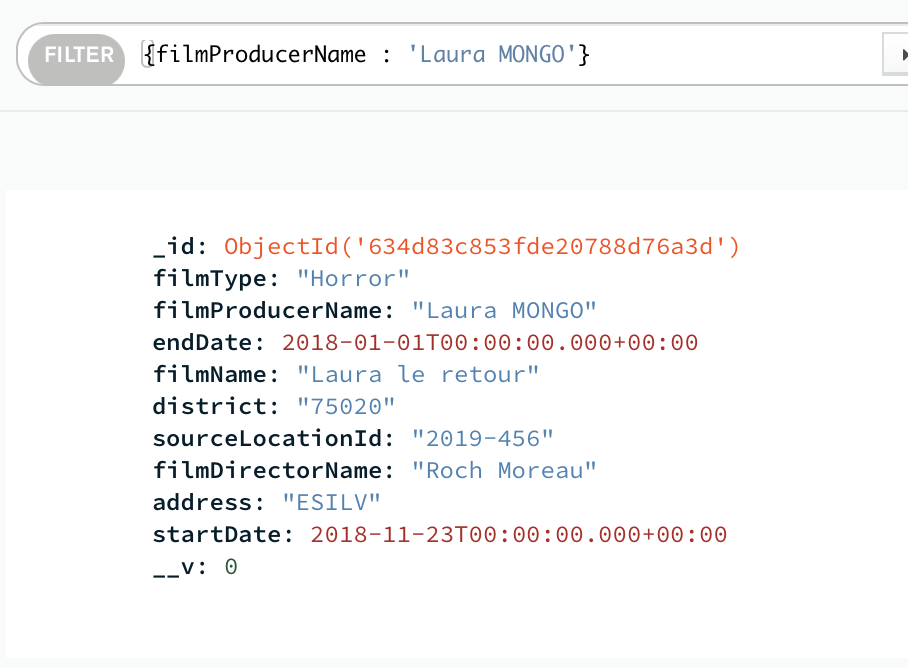 FILTER {filmProducerName : 'Laura MONGO'}
_id: ObjectId('634d83c853fde20788d76a3d')
filmType: "Horror"
filmProducerName: "Laura MONGO"
endDate: 2018-01-01T00:00:00.000+00:00
filmName: "Laura le retour"
district: "75020"
sourceLocationId: "2019-456"
filmDirectorName: "Roch Moreau"
address: "ESILV"
startDate: 2018-11-23T00:00:00.000+00:00
__v: 0